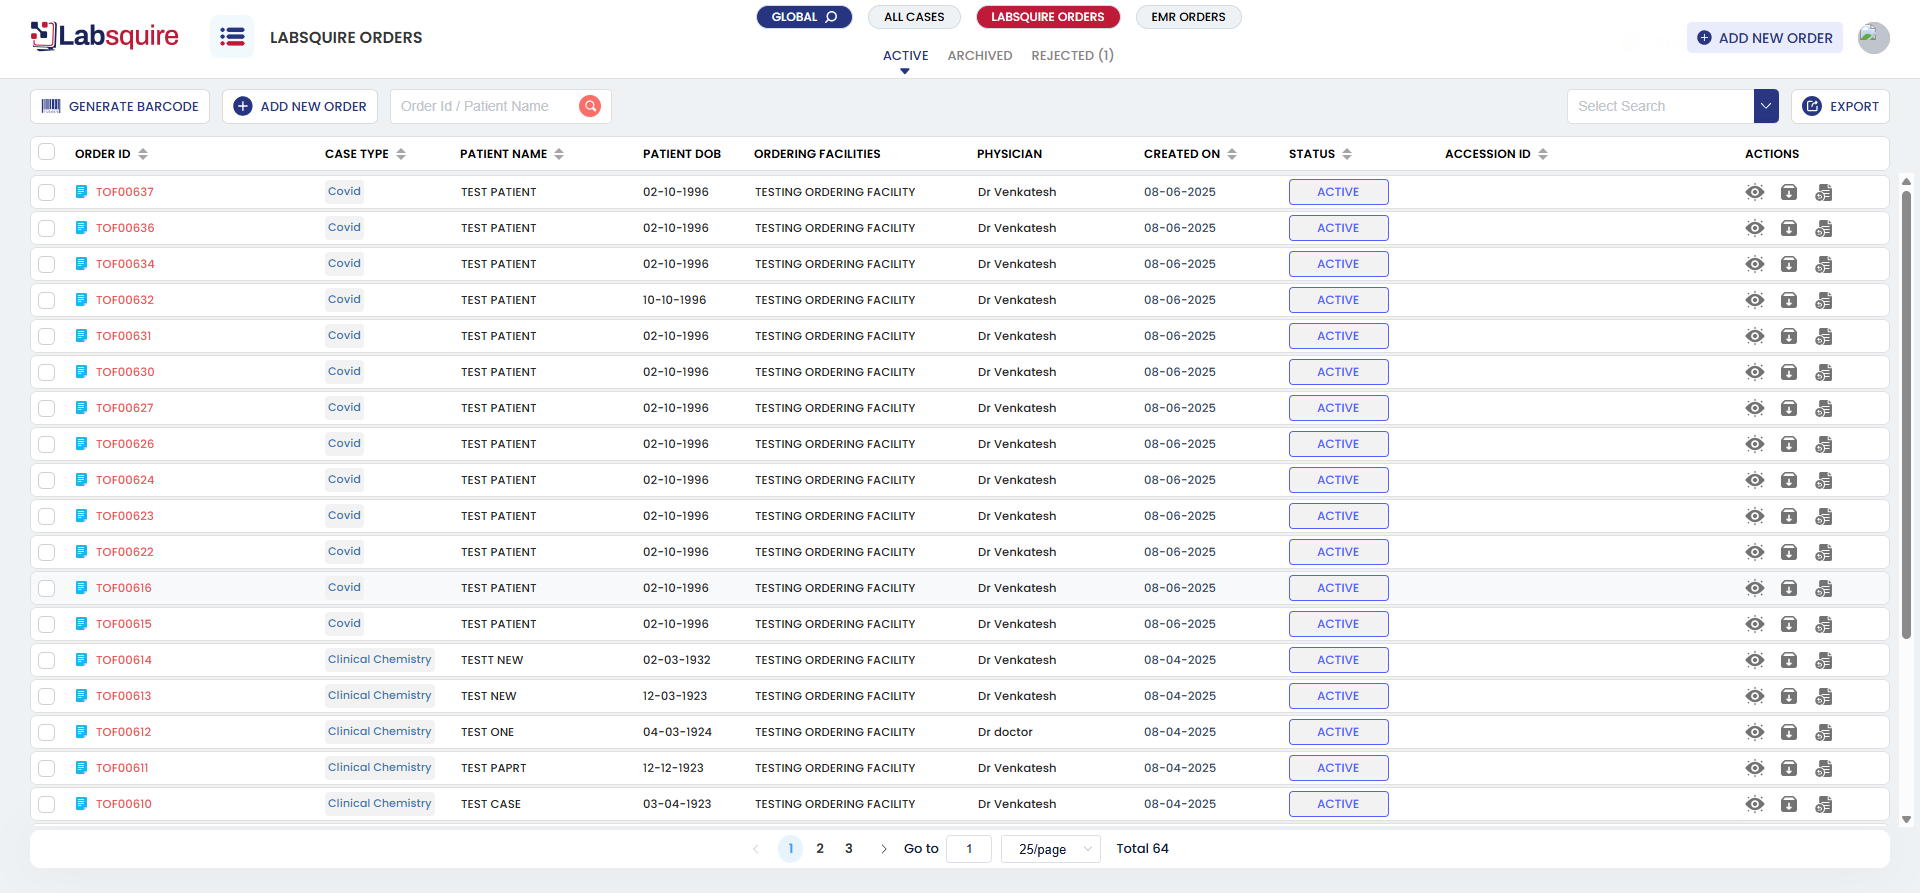 Labsquire
LABSQUIRE ORDERS
GLOBAL ALL CASES LABSQUIRE ORDERS EMR ORDERS
ACTIVE ARCHIVED REJECTED (1)
ADD NEW ORDER
GENERATE BARCODE ADD NEW ORDER Order Id / Patient Name Select Search EXPORT
ORDER ID CASE TYPE PATIENT NAME PATIENT DOB ORDERING FACILITIES PHYSICIAN CREATED ON STATUS ACCESSION ID ACTIONS
TOF00637 Covid TEST PATIENT 02-10-1996 TESTING ORDERING FACILITY Dr Venkatesh 08-06-2025 ACTIVE
TOF00636 Covid TEST PATIENT 02-10-1996 TESTING ORDERING FACILITY Dr Venkatesh 08-06-2025 ACTIVE
TOF00634 Covid TEST PATIENT 02-10-1996 TESTING ORDERING FACILITY Dr Venkatesh 08-06-2025 ACTIVE
TOF00632 Covid TEST PATIENT 10-10-1996 TESTING ORDERING FACILITY Dr Venkatesh 08-06-2025 ACTIVE
TOF00631 Covid TEST PATIENT 02-10-1996 TESTING ORDERING FACILITY Dr Venkatesh 08-06-2025 ACTIVE
TOF00630 Covid TEST PATIENT 02-10-1996 TESTING ORDERING FACILITY Dr Venkatesh 08-06-2025 ACTIVE
TOF00627 Covid TEST PATIENT 02-10-1996 TESTING ORDERING FACILITY Dr Venkatesh 08-06-2025 ACTIVE
TOF00626 Covid TEST PATIENT 02-10-1996 TESTING ORDERING FACILITY Dr Venkatesh 08-06-2025 ACTIVE
TOF00624 Covid TEST PATIENT 02-10-1996 TESTING ORDERING FACILITY Dr Venkatesh 08-06-2025 ACTIVE
TOF00623 Covid TEST PATIENT 02-10-1996 TESTING ORDERING FACILITY Dr Venkatesh 08-06-2025 ACTIVE
TOF00622 Covid TEST PATIENT 02-10-1996 TESTING ORDERING FACILITY Dr Venkatesh 08-06-2025 ACTIVE
TOF00616 Covid TEST PATIENT 02-10-1996 TESTING ORDERING FACILITY Dr Venkatesh 08-06-2025 ACTIVE
TOF00615 Covid TEST PATIENT 02-10-1996 TESTING ORDERING FACILITY Dr Venkatesh 08-06-2025 ACTIVE
TOF00614 Clinical Chemistry TESTT NEW 02-03-1932 TESTING ORDERING FACILITY Dr Venkatesh 08-04-2025 ACTIVE
TOF00613 Clinical Chemistry TEST NEW 12-03-1923 TESTING ORDERING FACILITY Dr Venkatesh 08-04-2025 ACTIVE
TOF00612 Clinical Chemistry TEST ONE 04-03-1924 TESTING ORDERING FACILITY Dr doctor 08-04-2025 ACTIVE
TOF00611 Clinical Chemistry TEST PAPRT 12-12-1923 TESTING ORDERING FACILITY Dr Venkatesh 08-04-2025 ACTIVE
TOF00610 Clinical Chemistry TEST CASE 03-04-1923 TESTING ORDERING FACILITY Dr Venkatesh 08-04-2025 ACTIVE
1 2 3 Go to 1 25/page Total 64